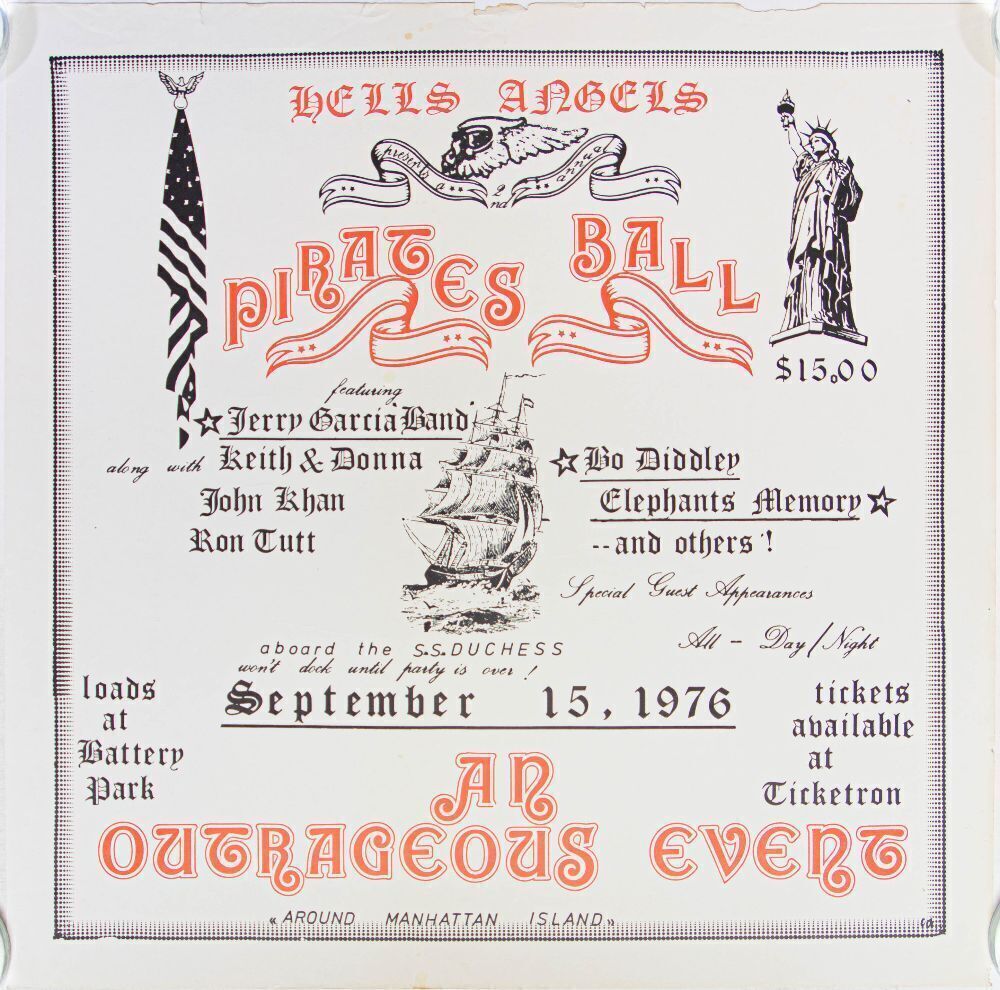 HELLS ANGELS
presents a 2nd annual
PIRATES BALL
$15.00
featuring
Jerry Garcia Band
along with Keith & Donna
John Khan
Ron Tutt
Bo Diddley
Elephants Memory
--and others !
Special Guest Appearances
All - Day/Night
aboard the S.S. DUCHESS
won't dock until party is over !
September 15, 1976
loads
at
Battery
Park
tickets
available
at
Ticketron
AN
OUTRAGEOUS EVENT
«AROUND MANHATTAN ISLAND»